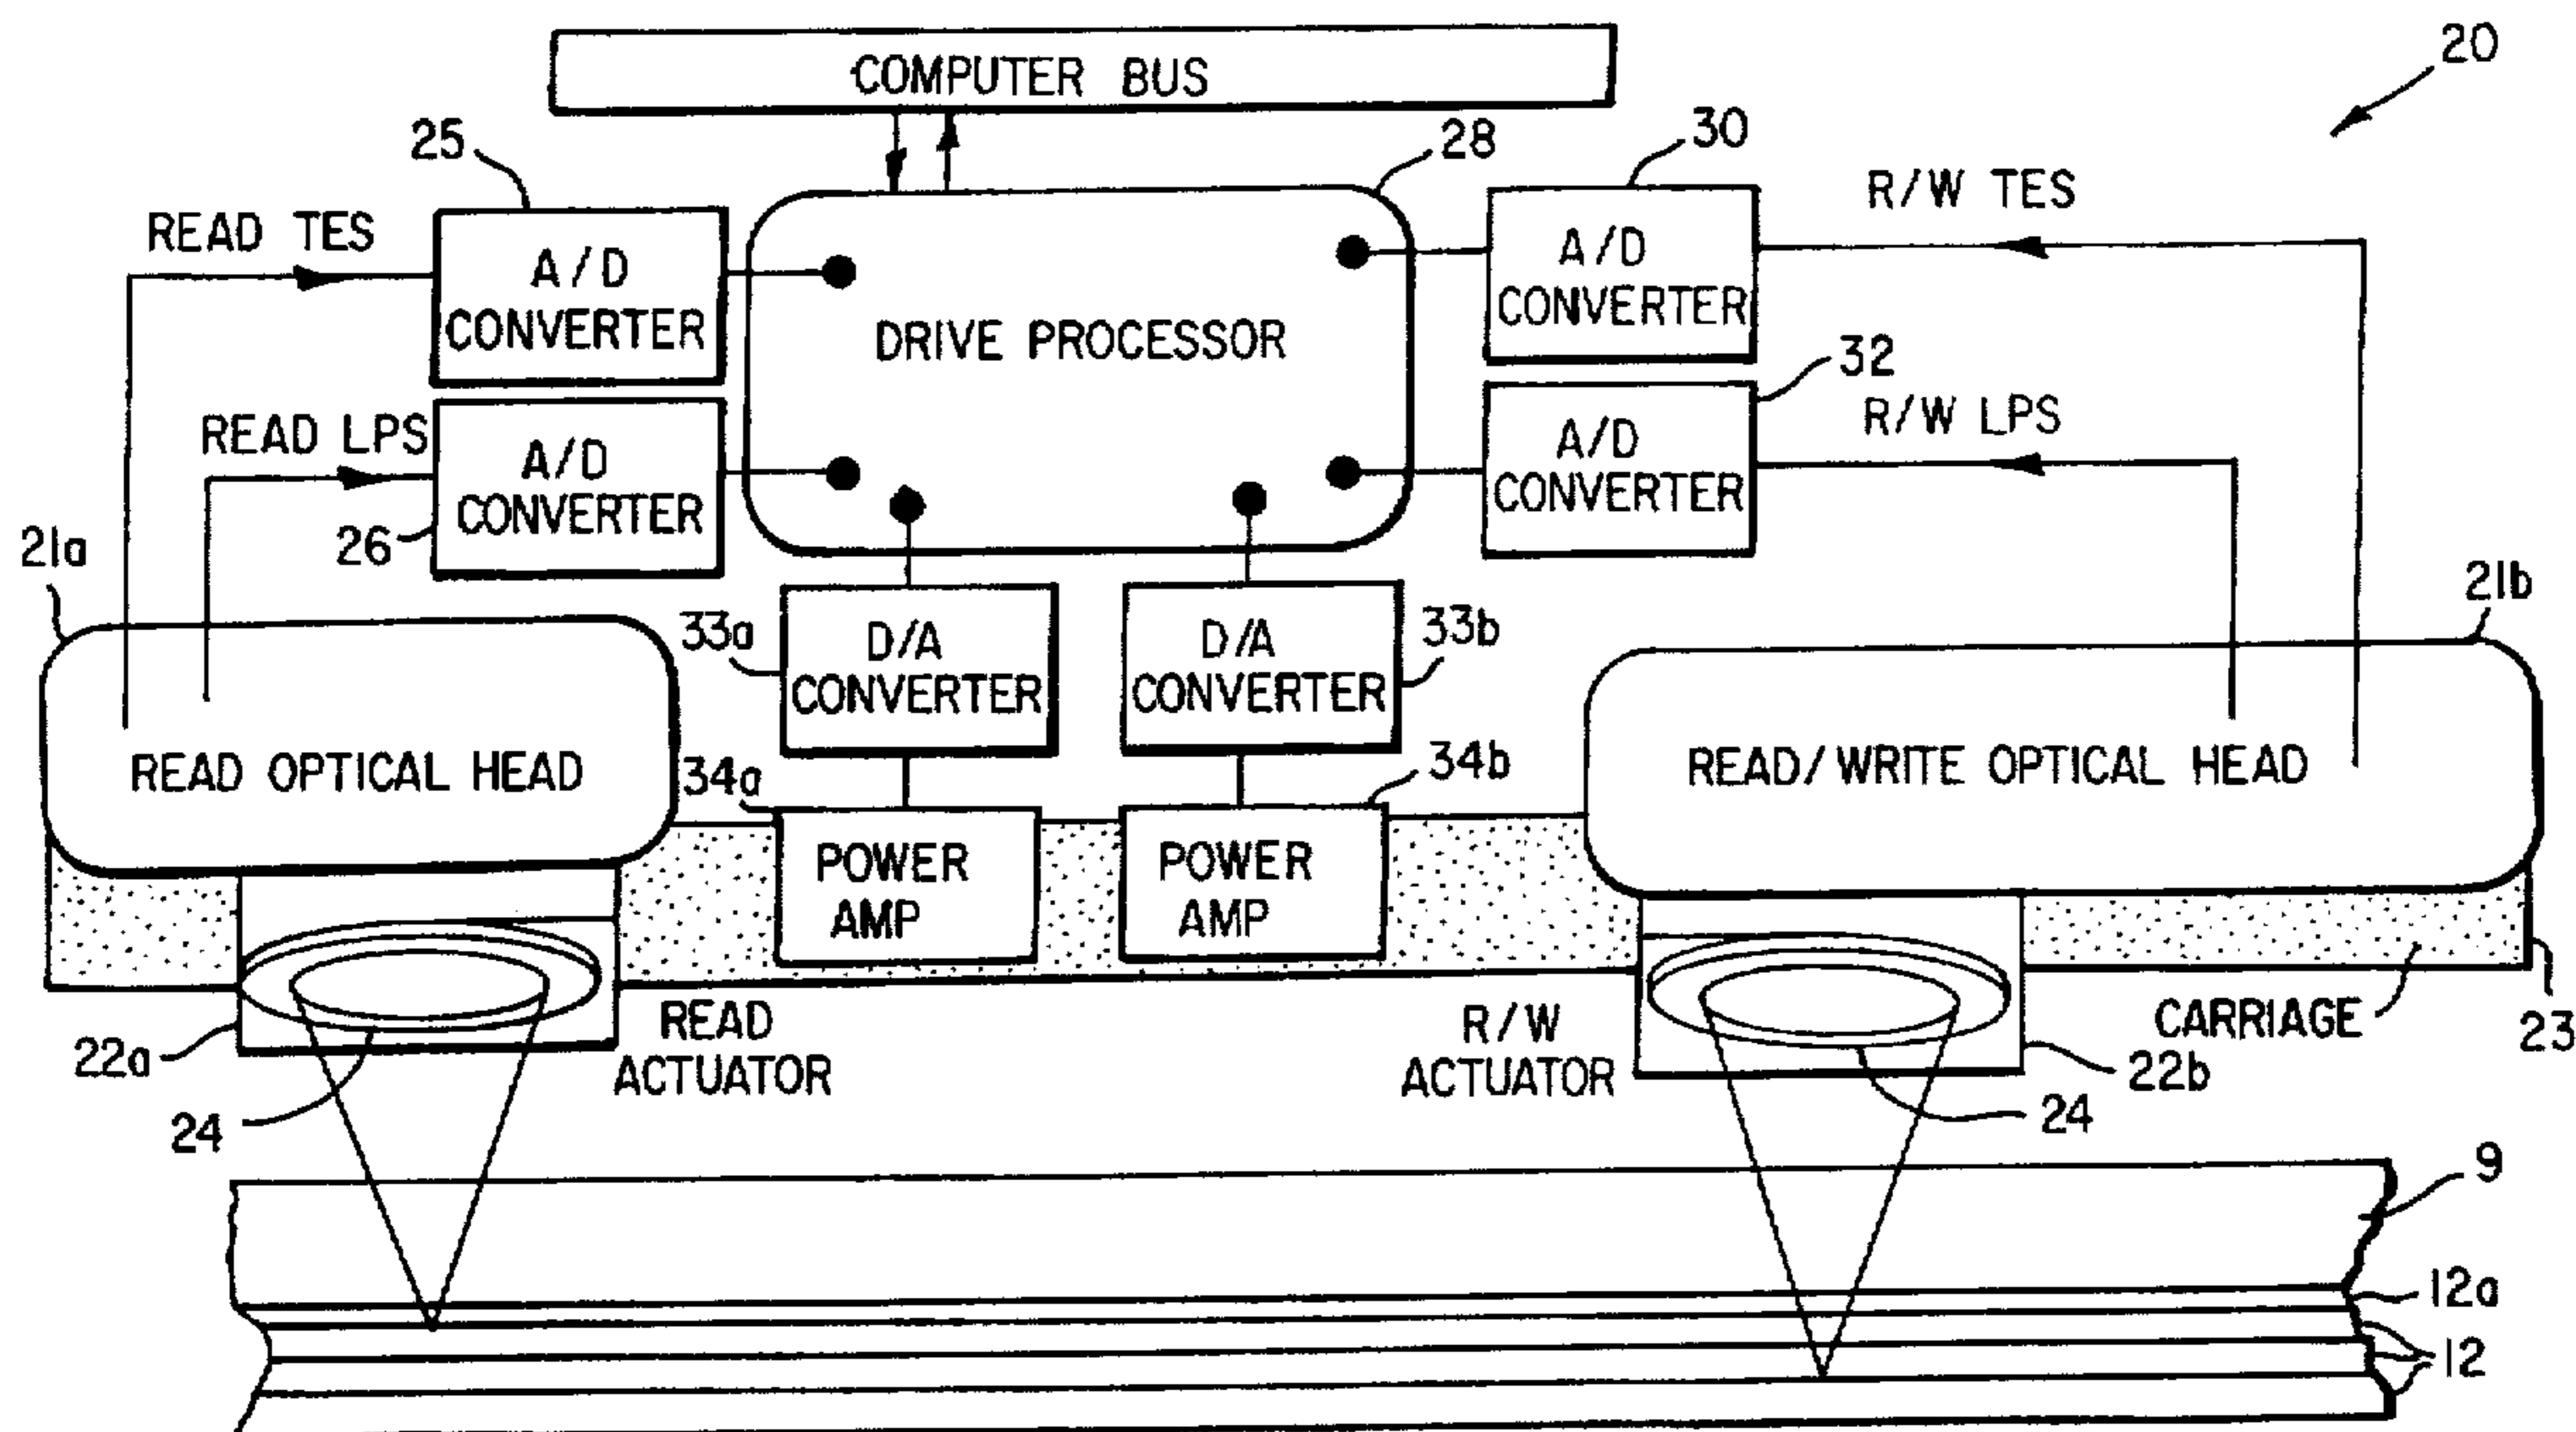 COMPUTER BUS
20
25
28
30
READ TES
A/D
CONVERTER
DRIVE PROCESSOR
A/D
CONVERTER
R/W TES
READ LPS
A/D
CONVERTER
26
32
A/D
CONVERTER
R/W LPS
21a
21b
33a
D/A
CONVERTER
D/A
CONVERTER
33b
READ OPTICAL HEAD
34a
34b
READ/WRITE OPTICAL HEAD
POWER
AMP
POWER
AMP
22a
READ
ACTUATOR
R/W
ACTUATOR
22b
CARRIAGE
23
24
24
9
12a
12